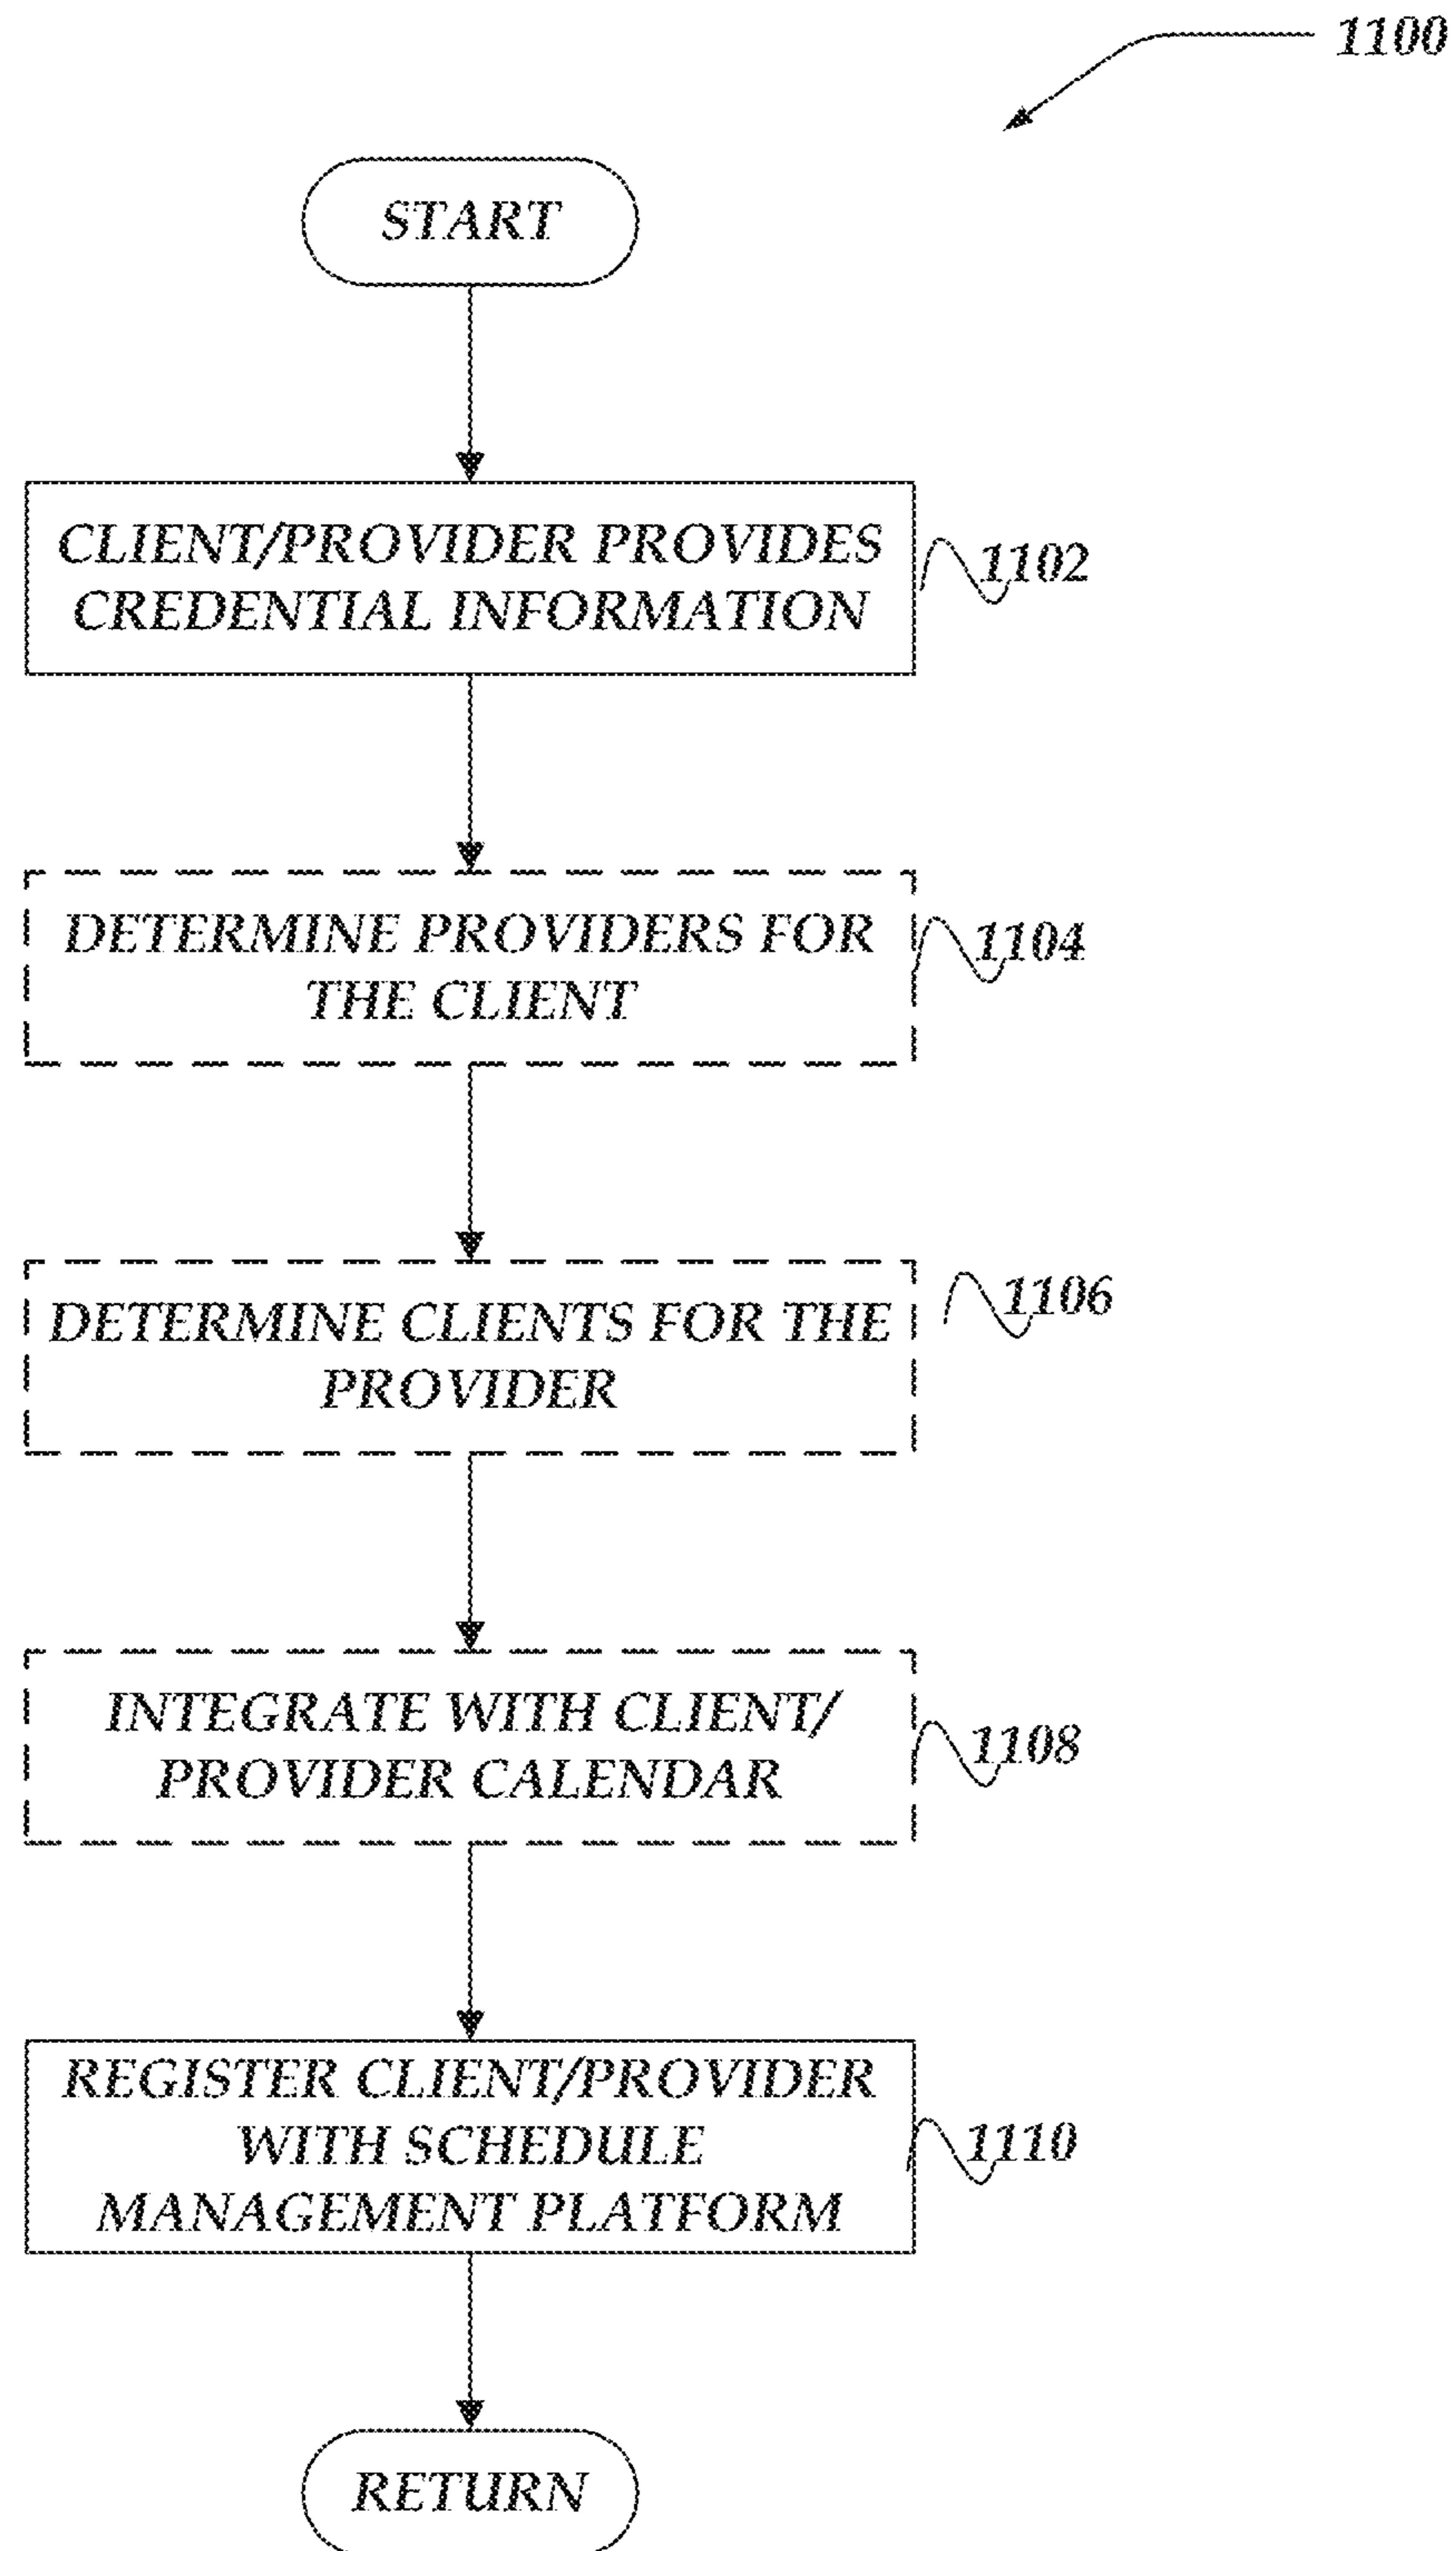 1100
START
CLIENT/PROVIDER PROVIDES
CREDENTIAL INFORMATION
1102
DETERMINE PROVIDERS FOR
THE CLIENT
1104
DETERMINE CLIENTS FOR THE
PROVIDER
1106
INTEGRATE WITH CLIENT/
PROVIDER CALENDAR
1108
REGISTER CLIENT/PROVIDER
WITH SCHEDULE
MANAGEMENT PLATFORM
1110
RETURN